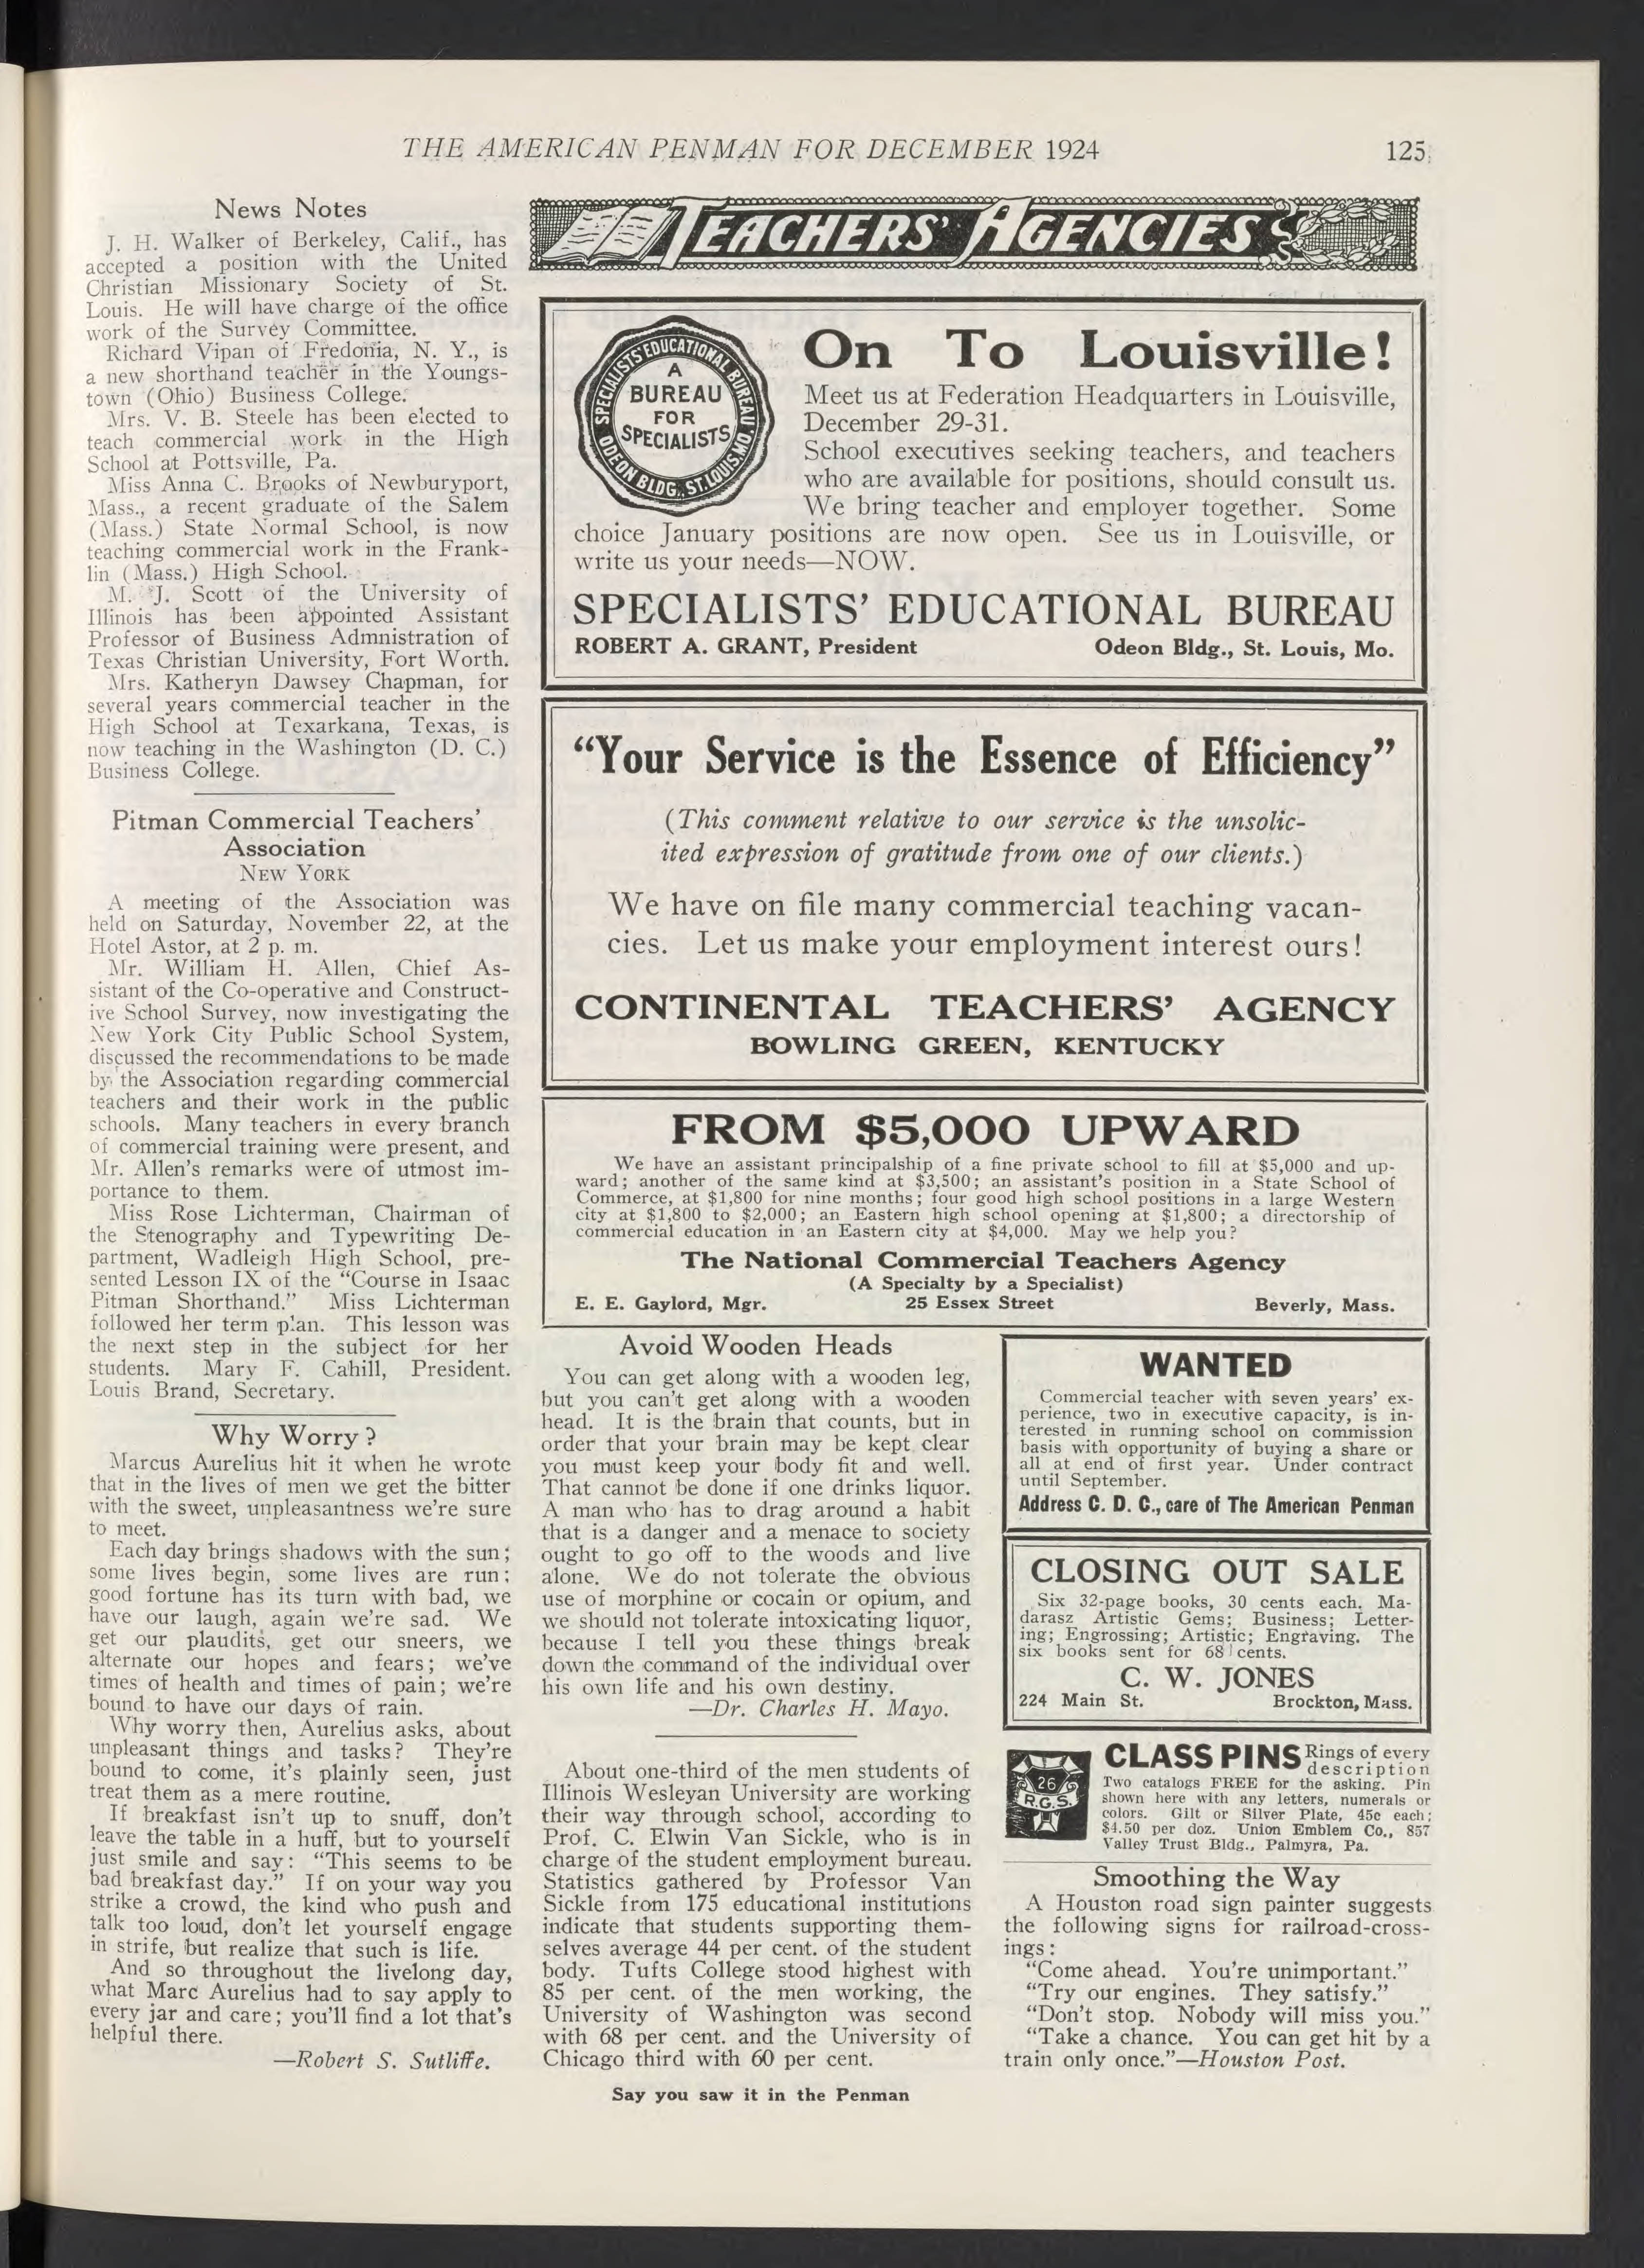 THE AMERICAN PENMAN FOR DECEMBER 1924
125
News Notes
J. H. Walker of Berkeley, Calif., has
accepted a position with the United
Christian Missionary Society of St.
Louis. He will have charge of the office
work of the Survey Committee.
Richard Vipan of Fredonia, N. Y., is
a new shorthand teacher in the Youngs-
town (Ohio) Business College.
Mrs. V. B. Steele has been elected to
teach commercial work in the High
School at Pottsville, Pa.
Miss Anna C. Brooks of Newburyport,
Mass., a recent graduate of the Salem
(Mass.) State Normal School, is now
teaching commercial work in the Frank-
lin (Mass.) High School.
M. J. Scott of the University of
Illinois has been appointed Assistant
Professor of Business Admnistration of
Texas Christian University, Fort Worth.
Mrs. Katheryn Dawsey Chapman, for
several years commercial teacher in the
High School at Texarkana, Texas, is
now teaching in the Washington (D. C.)
Business College.
Pitman Commercial Teachers'
Association
NEW YORK
A meeting of the Association was
held on Saturday, November 22, at the
Hotel Astor, at 2 p. m.
Mr. William H. Allen, Chief As-
sistant of the Co-operative and Construct-
ive School Survey, now investigating the
New York City Public School System,
discussed the recommendations to be made
by the Association regarding commercial
teachers and their work in the public
schools. Many teachers in every branch
of commercial training were present, and
Mr. Allen's remarks were of utmost im-
portance to them.
Miss Rose Lichterman, Chairman of
the Stenography and Typewriting De-
partment, Wadleigh High School, pre-
sented Lesson IX of the "Course in Isaac
Pitman Shorthand." Miss Lichterman
followed her term plan. This lesson was
the next step in the subject for her
students. Mary F. Cahill, President.
Louis Brand, Secretary.
Why Worry?
Marcus Aurelius hit it when he wrote
that in the lives of men we get the bitter
with the sweet, unpleasantness we're sure
to meet.
Each day brings shadows with the sun;
some lives begin, some lives are run;
good fortune has its turn with bad, we
have our laugh, again we're sad. We
get our plaudits, get our sneers, we
alternate our hopes and fears; we've
times of health and times of pain; we're
bound to have our days of rain.
Why worry then, Aurelius asks, about
unpleasant things and tasks? They're
bound to come, it's plainly seen, just
treat them as a mere routine.
If breakfast isn't up to snuff, don't
leave the table in a huff, but to yourself
just smile and say: "This seems to be
bad breakfast day." If on your way you
strike a crowd, the kind who push and
talk too loud, don't let yourself engage
in strife, but realize that such is life.
And so throughout the livelong day,
what Marc Aurelius had to say apply to
every jar and care; you'll find a lot that's
helpful there.
—Robert S. Sutliffe.
TEACHERS' AGENCIES
SPECIALISTS' EDUCATIONAL BUREAU
ODEON BLDG., ST. LOUIS, MO.
A
BUREAU
FOR
SPECIALISTS
On To Louisville!
Meet us at Federation Headquarters in Louisville,
December 29-31.
School executives seeking teachers, and teachers
who are available for positions, should consult us.
We bring teacher and employer together. Some
choice January positions are now open. See us in Louisville, or
write us your needs—NOW.
SPECIALISTS' EDUCATIONAL BUREAU
ROBERT A. GRANT, President Odeon Bldg., St. Louis, Mo.
"Your Service is the Essence of Efficiency"
(This comment relative to our service is the unsolic-
ited expression of gratitude from one of our clients.)
We have on file many commercial teaching vacan-
cies. Let us make your employment interest ours!
CONTINENTAL TEACHERS' AGENCY
BOWLING GREEN, KENTUCKY
FROM $5,000 UPWARD
We have an assistant principalship of a fine private school to fill at $5,000 and up-
ward; another of the same kind at $3,500; an assistant's position in a State School of
Commerce, at $1,800 for nine months; four good high school positions in a large Western
city at $1,800 to $2,000; an Eastern high school opening at $1,800; a directorship of
commercial education in an Eastern city at $4,000. May we help you?
The National Commercial Teachers Agency
(A Specialty by a Specialist)
E. E. Gaylord, Mgr. 25 Essex Street Beverly, Mass.
Avoid Wooden Heads
You can get along with a wooden leg,
but you can't get along with a wooden
head. It is the brain that counts, but in
order that your brain may be kept clear
you must keep your body fit and well.
That cannot be done if one drinks liquor.
A man who has to drag around a habit
that is a danger and a menace to society
ought to go off to the woods and live
alone. We do not tolerate the obvious
use of morphine or cocain or opium, and
we should not tolerate intoxicating liquor,
because I tell you these things break
down the command of the individual over
his own life and his own destiny.
—Dr. Charles H. Mayo.
About one-third of the men students of
Illinois Wesleyan University are working
their way through school, according to
Prof. C. Elwin Van Sickle, who is in
charge of the student employment bureau.
Statistics gathered by Professor Van
Sickle from 175 educational institutions
indicate that students supporting them-
selves average 44 per cent. of the student
body. Tufts College stood highest with
85 per cent. of the men working, the
University of Washington was second
with 68 per cent. and the University of
Chicago third with 60 per cent.
WANTED
Commercial teacher with seven years' ex-
perience, two in executive capacity, is in-
terested in running school on commission
basis with opportunity of buying a share or
all at end of first year. Under contract
until September.
Address C. D. C., care of The American Penman
CLOSING OUT SALE
Six 32-page books, 30 cents each. Ma-
darasz Artistic Gems; Business; Letter-
ing; Engrossing; Artistic; Engraving. The
six books sent for 68 cents.
C. W. JONES
224 Main St. Brockton, Mass.
26
R.G.S.
CLASS PINS Rings of every
description
Two catalogs FREE for the asking. Pin
shown here with any letters, numerals or
colors. Gilt or Silver Plate, 45c each;
$4.50 per doz. Union Emblem Co., 857
Valley Trust Bldg., Palmyra, Pa.
Smoothing the Way
A Houston road sign painter suggests
the following signs for railroad-cross-
ings:
"Come ahead. You're unimportant."
"Try our engines. They satisfy."
"Don't stop. Nobody will miss you."
"Take a chance. You can get hit by a
train only once."—Houston Post.
Say you saw it in the Penman